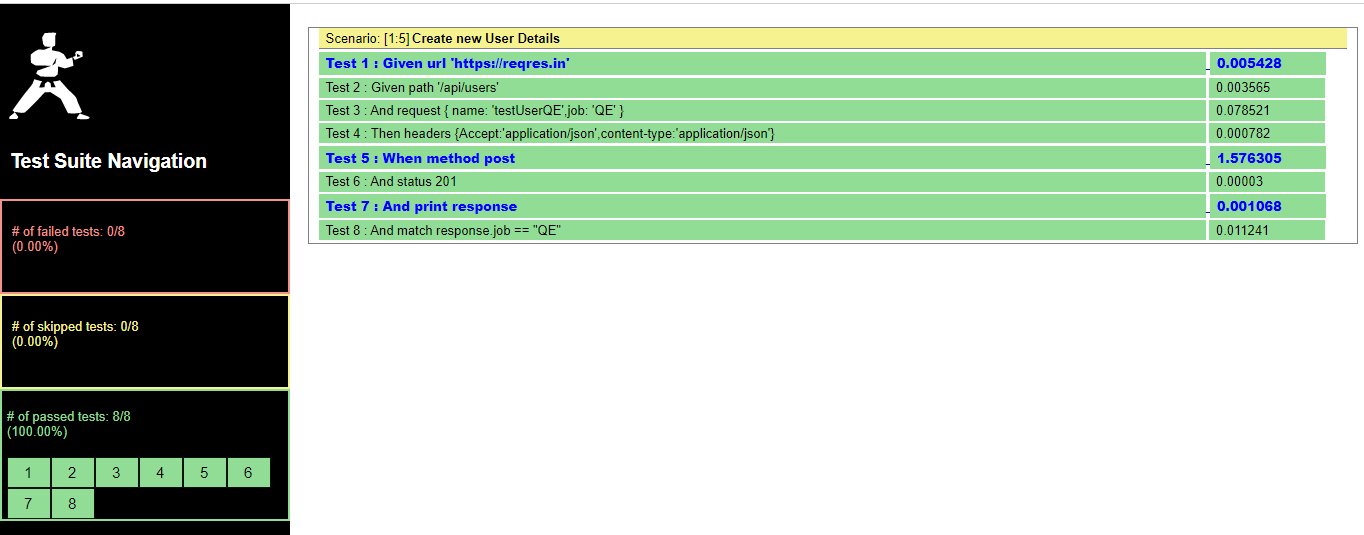 Test Suite Navigation
# of failed tests: 0/8
(0.00%)
# of skipped tests: 0/8
(0.00%)
# of passed tests: 8/8
(100.00%)
1 2 3 4 5 6
7 8
Scenario: [1:5] Create new User Details
Test 1 : Given url 'https://reqres.in' 0.005428
Test 2 : Given path '/api/users' 0.003565
Test 3 : And request { name: 'testUserQE',job: 'QE' } 0.078521
Test 4 : Then headers {Accept:'application/json',content-type:'application/json'} 0.000782
Test 5 : When method post 1.576305
Test 6 : And status 201 0.00003
Test 7 : And print response 0.001068
Test 8 : And match response.job == "QE" 0.011241